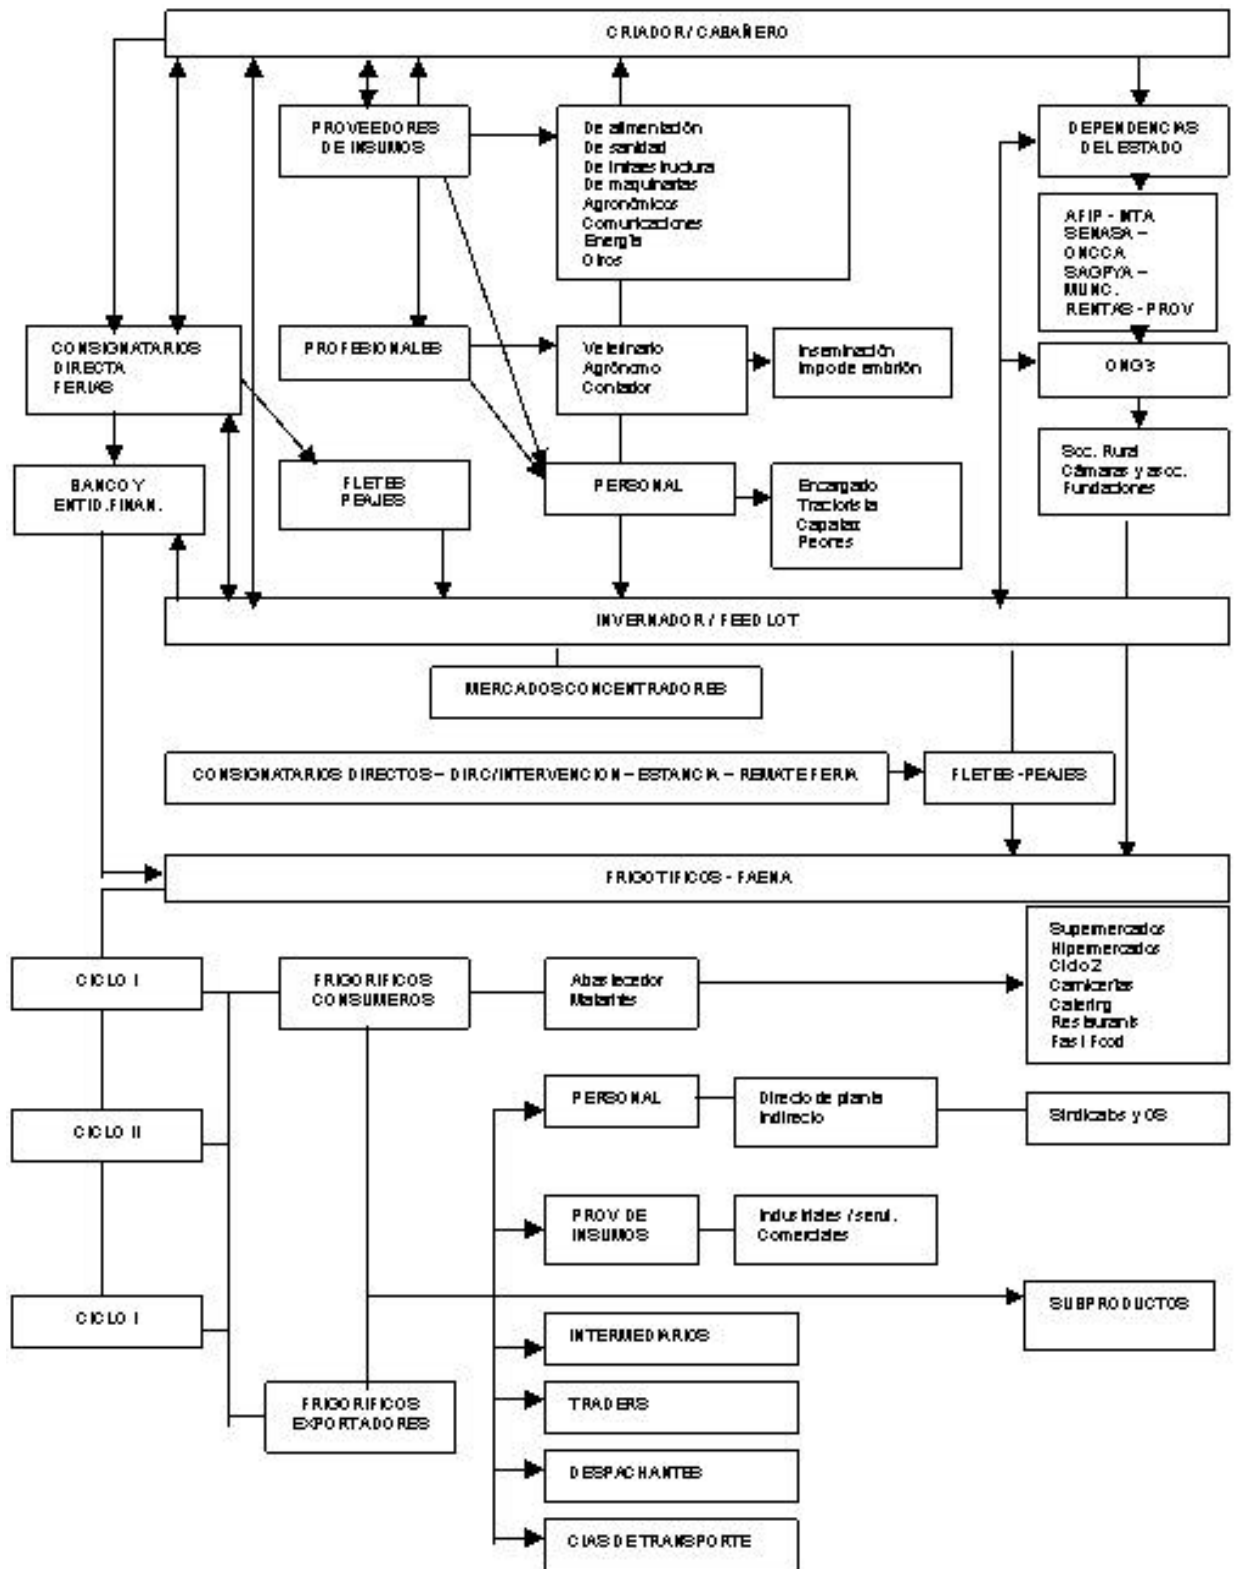 CRIADOR / CABAÑERO
PROVEEDORES
DE INSUMOS
De alimentación
De sanidad
De infraestructura
De maquinarias
Agronómicos
Comunicaciones
Energía
Otros
DEPENDENCIAS
DEL ESTADO
AFIP - INTA
SENASA –
ONCCA
SAGPYA –
MUNC.
RENTAS - PROV
CONSIGNATARIOS
DIRECTA
FERIAS
PROFESIONALES
Veterinario
Agrónomo
Contador
Inseminación
Impo de embrión
ONG'S
BANCO Y
ENTID. FINAN.
FLETES
PEAJES
PERSONAL
Encargado
Tractorista
Capataz
Peones
Soc. Rural
Cámaras y asoc.
Fundaciones
INVERNADOR / FEED LOT
MERCADOS CONCENTRADORES
CONSIGNATARIOS DIRECTOS – DIRC/INTERVENCION – ESTANCIA – REMATE FERIA
FLETES - PEAJES
FRIGOTIFICOS - FAENA
CICLO I
FRIGORIFICOS
CONSUMEROS
Abastecedor
Matarifes
Supermercados
Hipermercados
Ciclo 2
Carnicerías
Catering
Restaurants
Fast Food
CICLO II
PERSONAL
Directo de planta
Indirecto
Sindicatos y OS
PROV DE
INSUMOS
Industriales / serul.
Comerciales
CICLO I
SUBPRODUCTOS
INTERMEDIARIOS
FRIGORIFICOS
EXPORTADORES
TRADERS
DESPACHANTES
CIAS DE TRANSPORTE